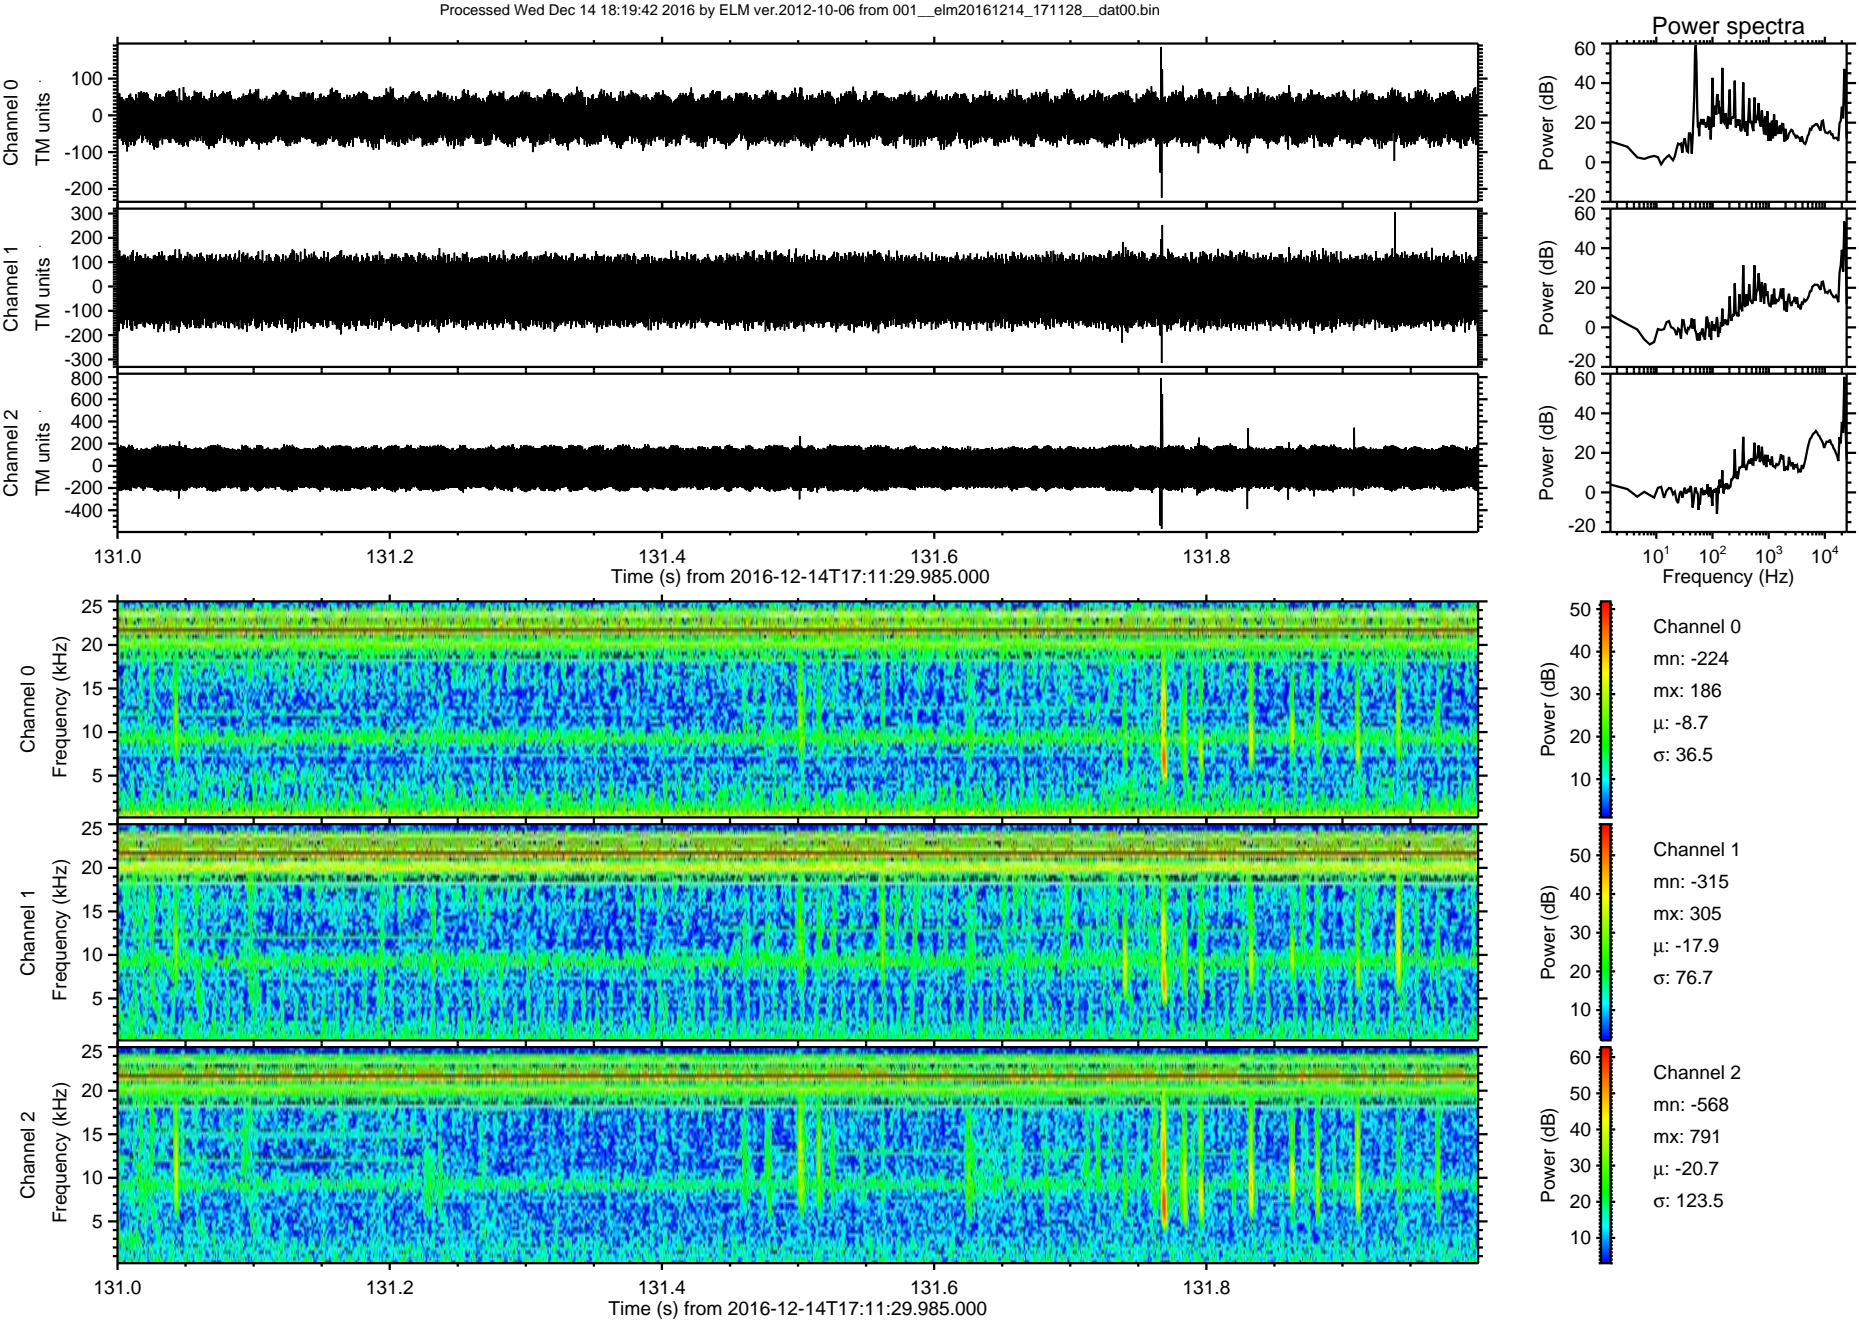 Processed Wed Dec 14 18:19:42 2016 by ELM ver.2012-10-06 from 001__elm20161214_171128__dat00.bin
Power spectra
Channel 0
TM units
100
0
-100
-200
Power (dB)
60
40
20
0
-20
Channel 1
TM units
300
200
100
0
-100
-200
-300
Power (dB)
60
40
20
0
-20
Channel 2
TM units
800
600
400
200
0
-200
-400
Power (dB)
60
40
20
0
-20
131.0 131.2 131.4 131.6 131.8
Time (s) from 2016-12-14T17:11:29.985.000
10¹ 10² 10³ 10⁴
Frequency (Hz)
Channel 0
Frequency (kHz)
25
20
15
10
5
Power (dB)
50
40
30
20
10
Channel 0
mn: -224
mx: 186
μ: -8.7
σ: 36.5
Channel 1
Frequency (kHz)
25
20
15
10
5
Power (dB)
50
40
30
20
10
Channel 1
mn: -315
mx: 305
μ: -17.9
σ: 76.7
Channel 2
Frequency (kHz)
25
20
15
10
5
Power (dB)
60
50
40
30
20
10
Channel 2
mn: -568
mx: 791
μ: -20.7
σ: 123.5
131.0 131.2 131.4 131.6 131.8
Time (s) from 2016-12-14T17:11:29.985.000